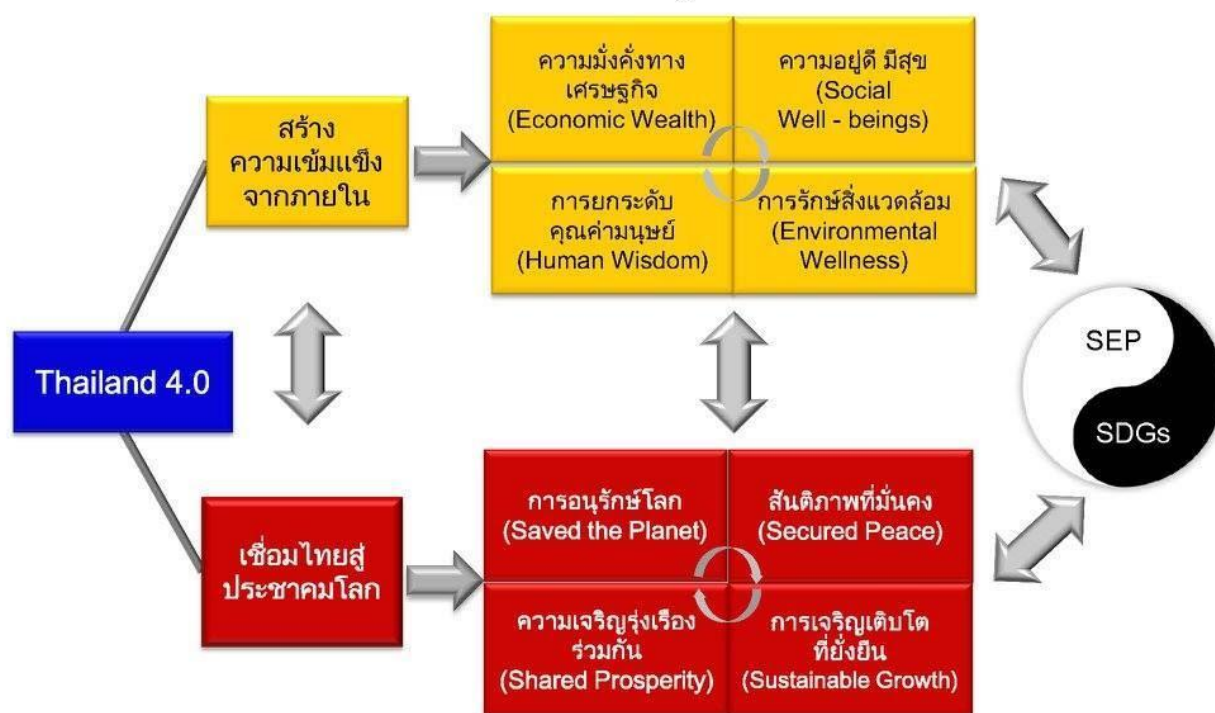 ความมั่งคั่งทาง
เศรษฐกิจ
(Economic Wealth)
ความอยู่ดี มีสุข
(Social
Well - beings)
สร้าง
ความเข้มแข็ง
จากภายใน
การยกระดับ
คุณค่ามนุษย์
(Human Wisdom)
การรักษ์สิ่งแวดล้อม
(Environmental
Wellness)
Thailand 4.0
SEP
SDGs
เชื่อมไทยสู่
ประชาคมโลก
การอนุรักษ์โลก
(Saved the Planet)
สันติภาพที่มั่นคง
(Secured Peace)
ความเจริญรุ่งเรือง
ร่วมกัน
(Shared Prosperity)
การเจริญเติบโต
ที่ยั่งยืน
(Sustainable Growth)